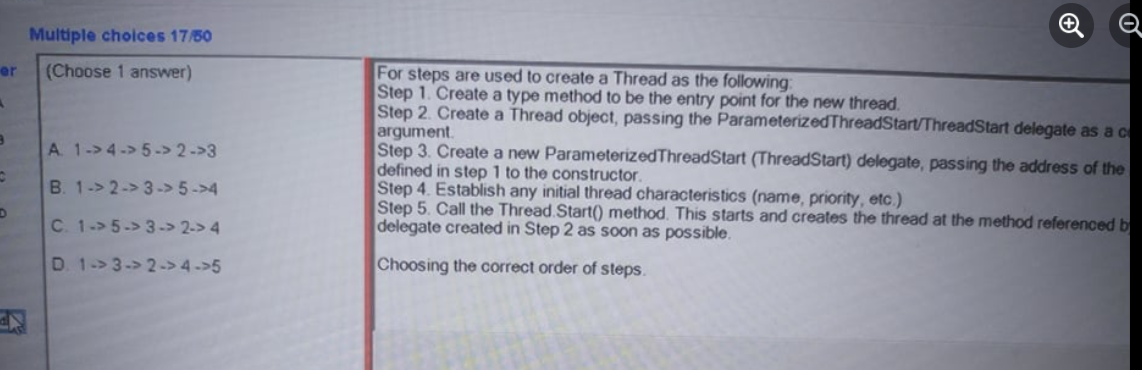 Multiple choices 17/50
er
(Choose 1 answer)
A. 1->4->5->2->3
B. 1->2->3->5->4
C. 1->5->3->2->4
D. 1->3->2->4->5
For steps are used to create a Thread as the following:
Step 1. Create a type method to be the entry point for the new thread.
Step 2. Create a Thread object, passing the ParameterizedThreadStart/ThreadStart delegate as a
argument.
Step 3. Create a new ParameterizedThreadStart (ThreadStart) delegate, passing the address of the
defined in step 1 to the constructor.
Step 4. Establish any initial thread characteristics (name, priority, etc.)
Step 5. Call the Thread.Start() method. This starts and creates the thread at the method referenced
delegate created in Step 2 as soon as possible.
Choosing the correct order of steps.